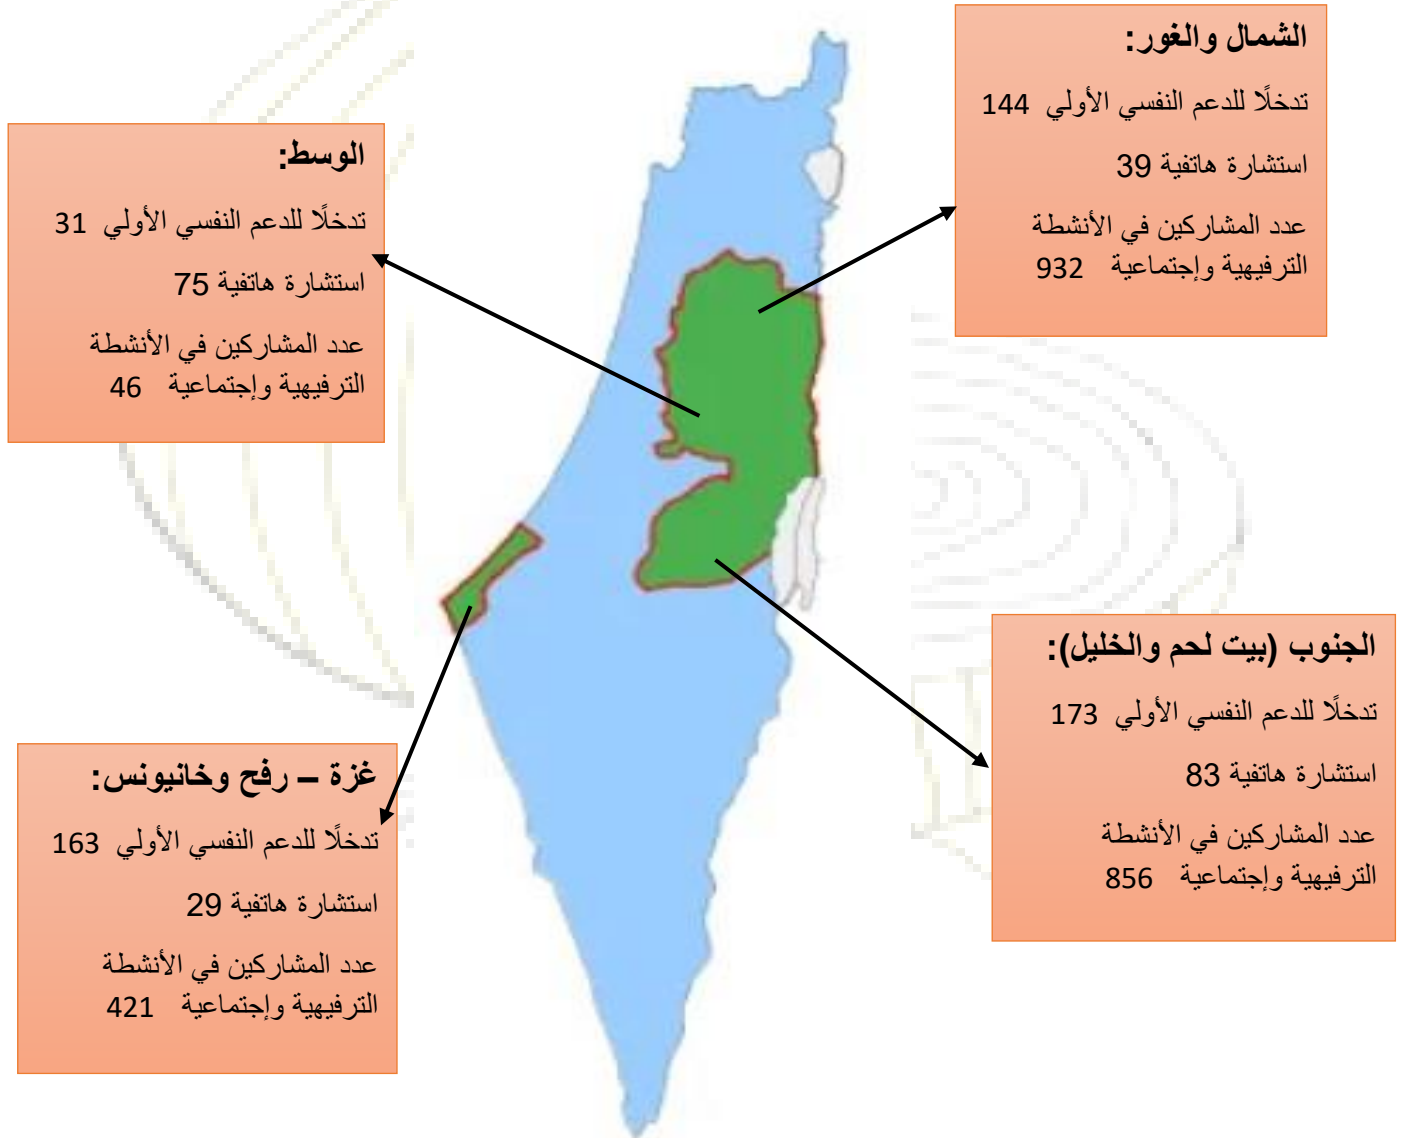 الشمال والغور:
تدخلًا للدعم النفسي الأولي 144
استشارة هاتفية 39
عدد المشاركين في الأنشطة
الترفيهية وإجتماعية 932
الوسط:
تدخلًا للدعم النفسي الأولي 31
استشارة هاتفية 75
عدد المشاركين في الأنشطة
الترفيهية وإجتماعية 46
الجنوب (بيت لحم والخليل):
تدخلًا للدعم النفسي الأولي 173
استشارة هاتفية 83
عدد المشاركين في الأنشطة
الترفيهية وإجتماعية 856
غزة – رفح وخانيونس:
تدخلًا للدعم النفسي الأولي 163
استشارة هاتفية 29
عدد المشاركين في الأنشطة
الترفيهية وإجتماعية 421